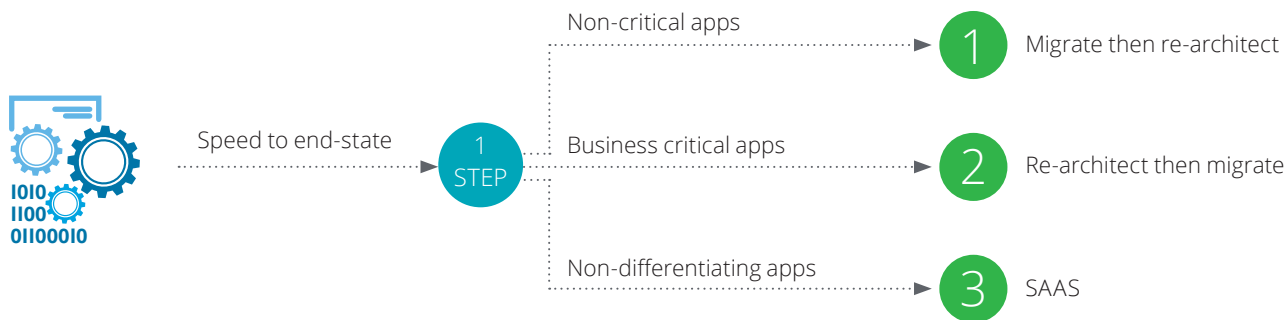 Non-critical apps
1
Migrate then re-architect
Speed to end-state
1
STEP
Business critical apps
2
Re-architect then migrate
1010
1100
01100010
Non-differentiating apps
3
SAAS